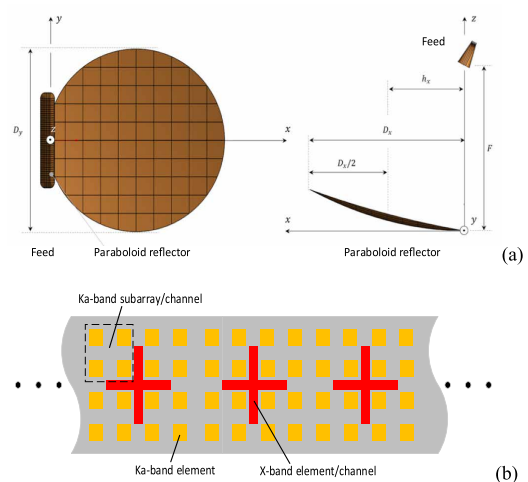 y
z
Feed
h_x
D_y
z
x
D_x
F
D_x/2
x
y
Feed
Paraboloid reflector
Paraboloid reflector
(a)
Ka-band subarray/channel
Ka-band element
X-band element/channel
(b)